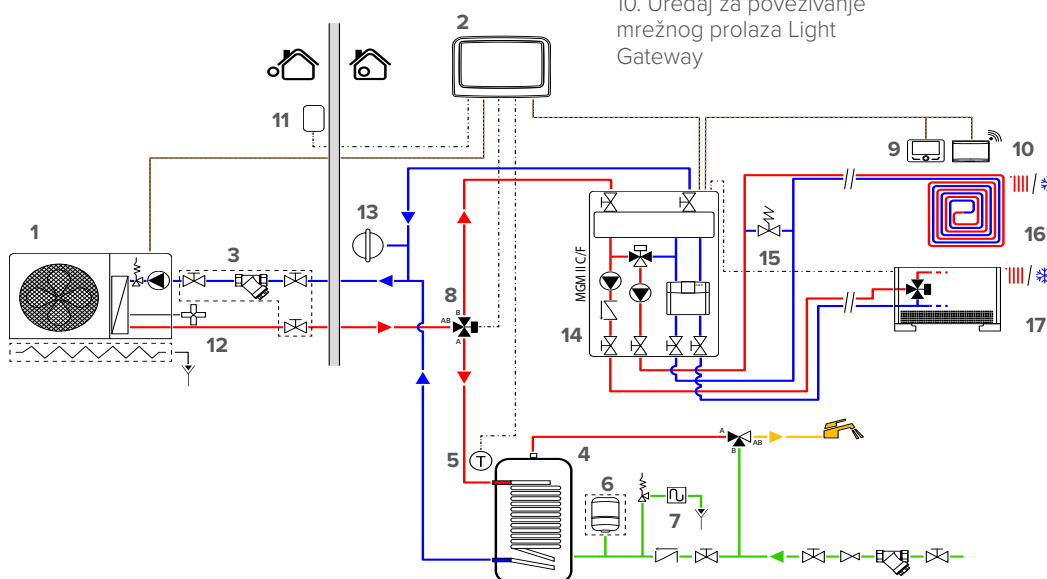 10. Uređaj za povezivanje
mrežnog prolaza Light
Gateway
2
11
9
10
1
3
13
8
B
AB
A
12
MGM II C/F
14
15
16
17
5
T
4
6
7
A
AB
B